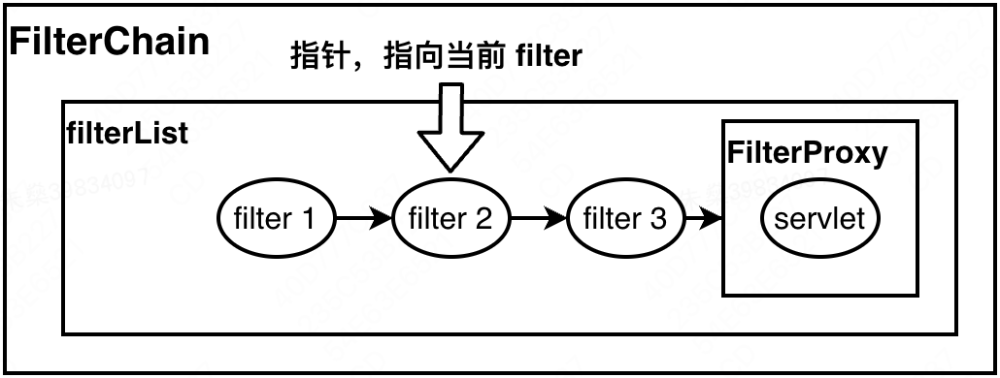 FilterChain
指针，指向当前 filter
filterList
FilterProxy
filter 1
filter 2
filter 3
servlet